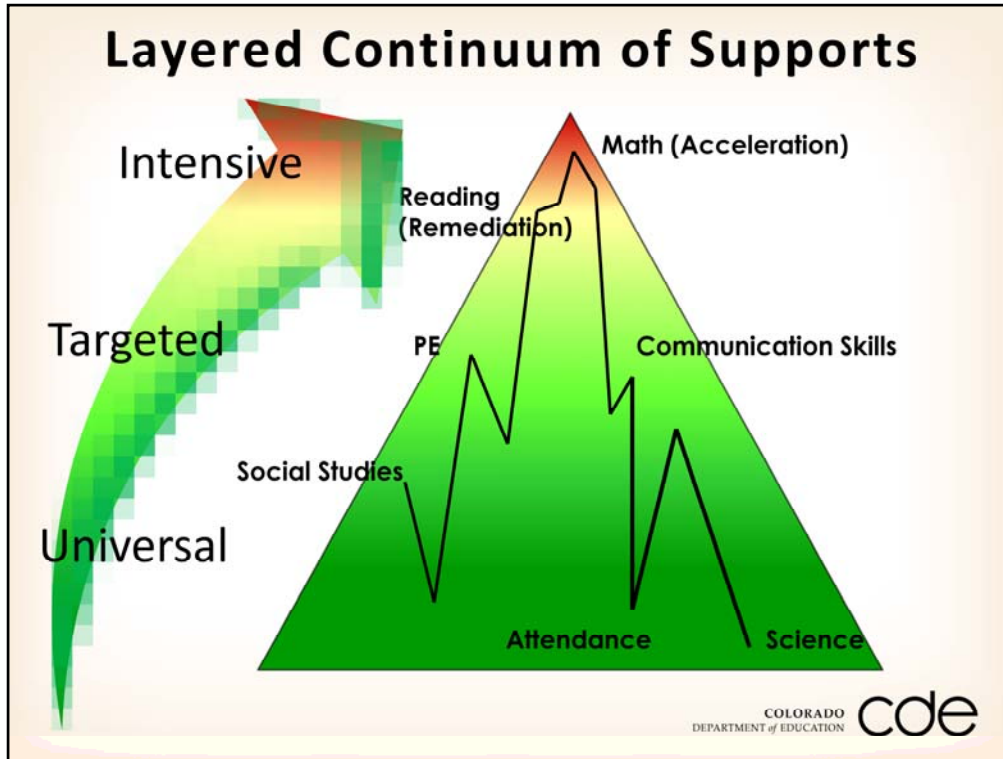 Layered Continuum of Supports
Intensive
Targeted
Universal
Math (Acceleration)
Reading
(Remediation)
PE
Communication Skills
Social Studies
Attendance
Science
COLORADO
DEPARTMENT of EDUCATION
cde